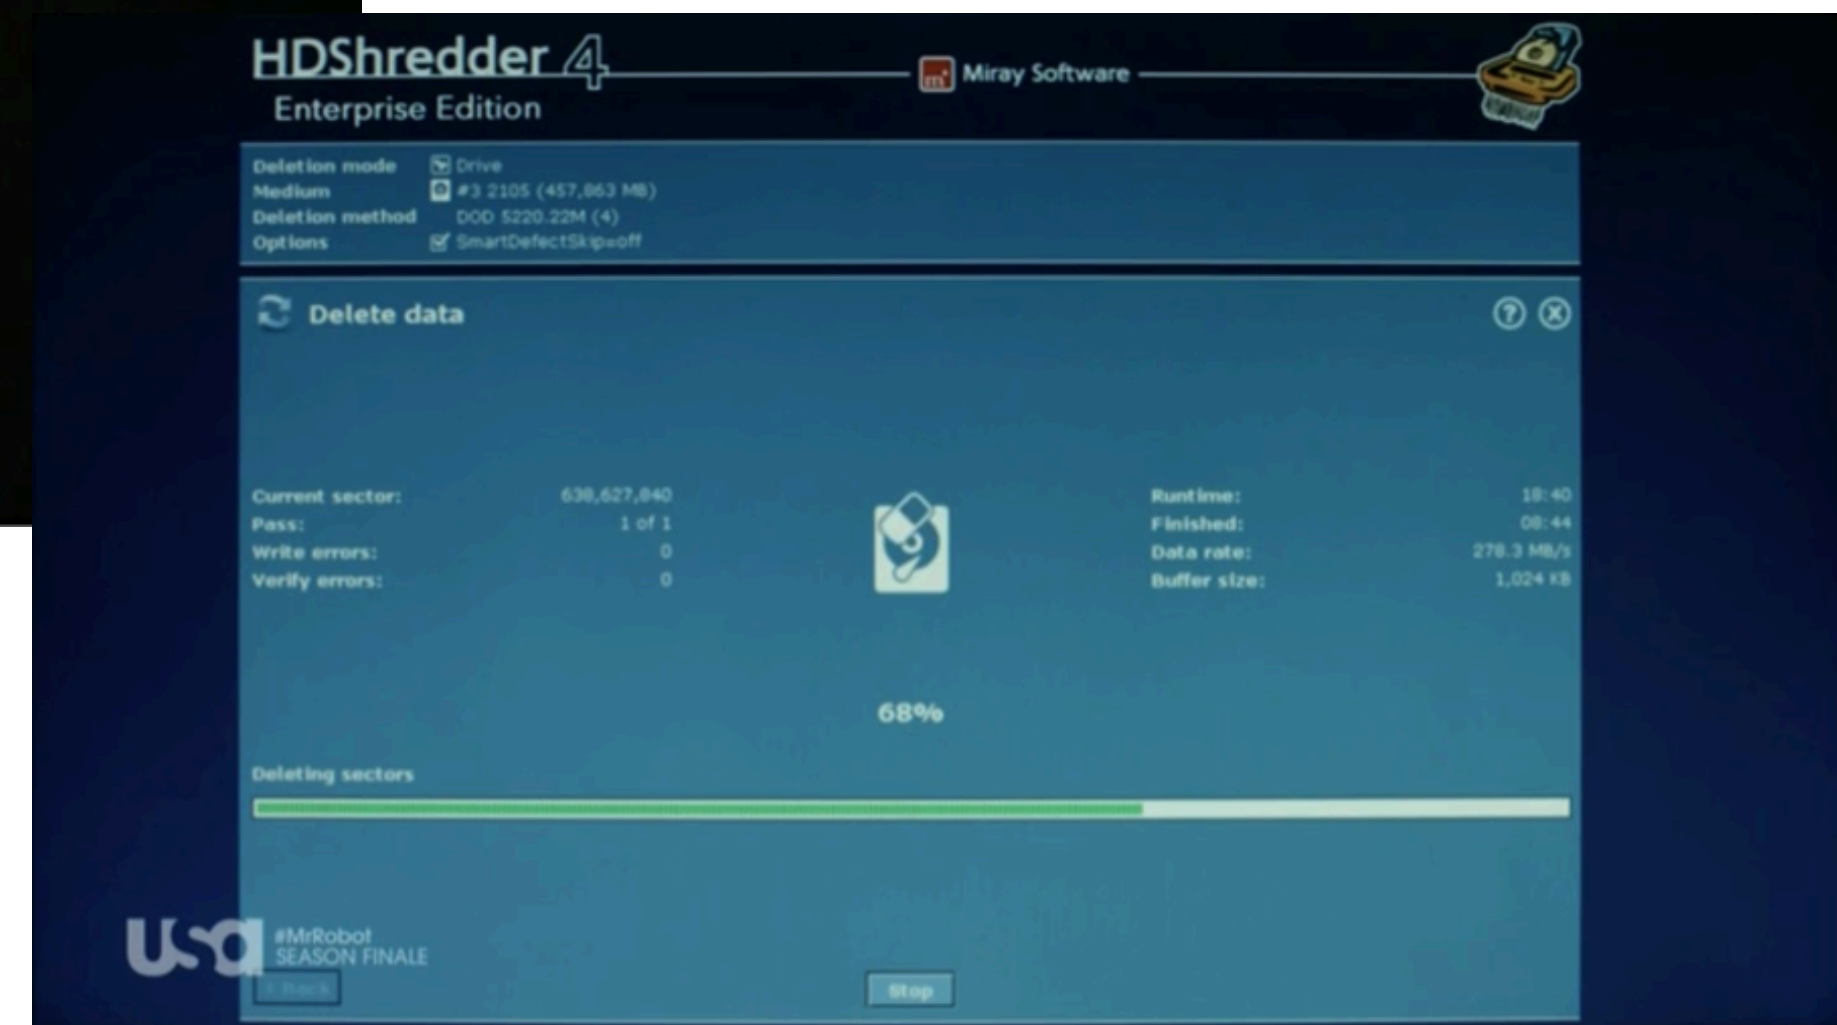 HDShredder 4
Enterprise Edition
m* Miray Software
Deletion mode Drive
Medium #3 2105 (457,863 MB)
Deletion method DOD 5220.22M (4)
Options SmartDefectSkip=off
Delete data
? X
Current sector: 638,627,840
Pass: 1 of 1
Write errors: 0
Verify errors: 0
Runtime: 18:40
Finished: 08:44
Data rate: 278.3 MB/s
Buffer size: 1,024 KB
68%
Deleting sectors
usa #MrRobot
SEASON FINALE
< Back
Stop